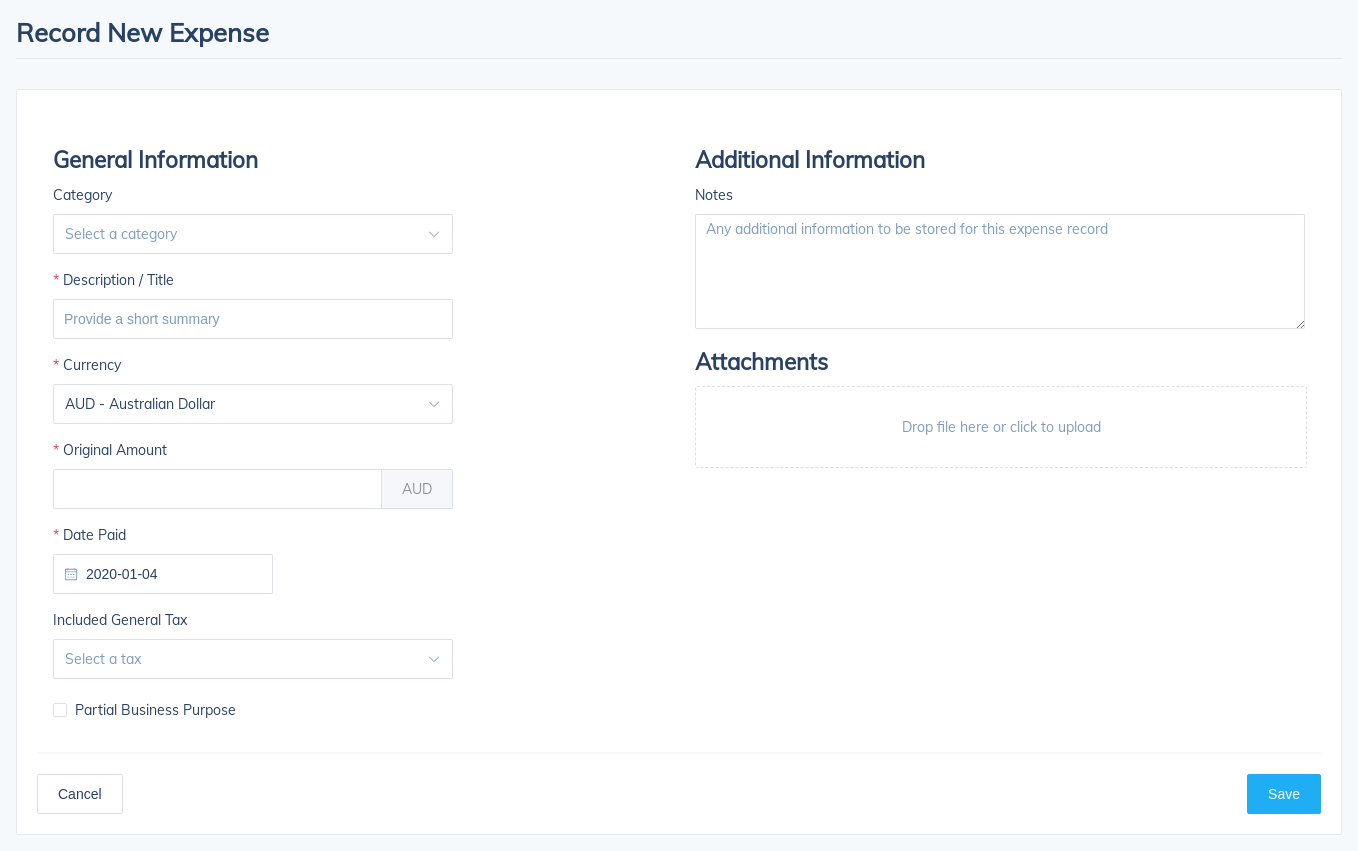 Record New Expense
General Information
Category
Select a category
* Description / Title
Provide a short summary
* Currency
AUD - Australian Dollar
* Original Amount
AUD
* Date Paid
2020-01-04
Included General Tax
Select a tax
Partial Business Purpose
Additional Information
Notes
Any additional information to be stored for this expense record
Attachments
Drop file here or click to upload
Cancel
Save